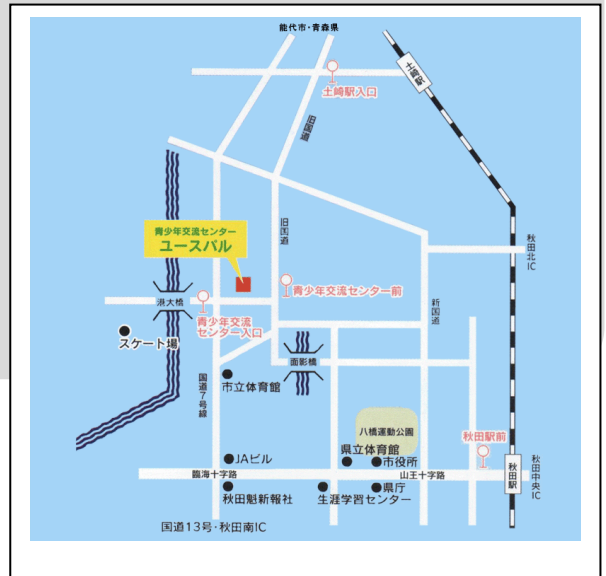 能代市・青森県
土崎駅
土崎駅入口
旧国道
青少年交流センター
ユースパル
旧国道
秋田北IC
青少年交流センター前
港大橋
新国道
青少年交流
センター入口
スケート場
面影橋
国道7号線
市立体育館
八橋運動公園
秋田駅前
県立体育館
市役所
JAビル
臨海十字路
山王十字路
秋田駅
秋田中央IC
秋田魁新報社
生涯学習センター
県庁
国道13号・秋田南IC